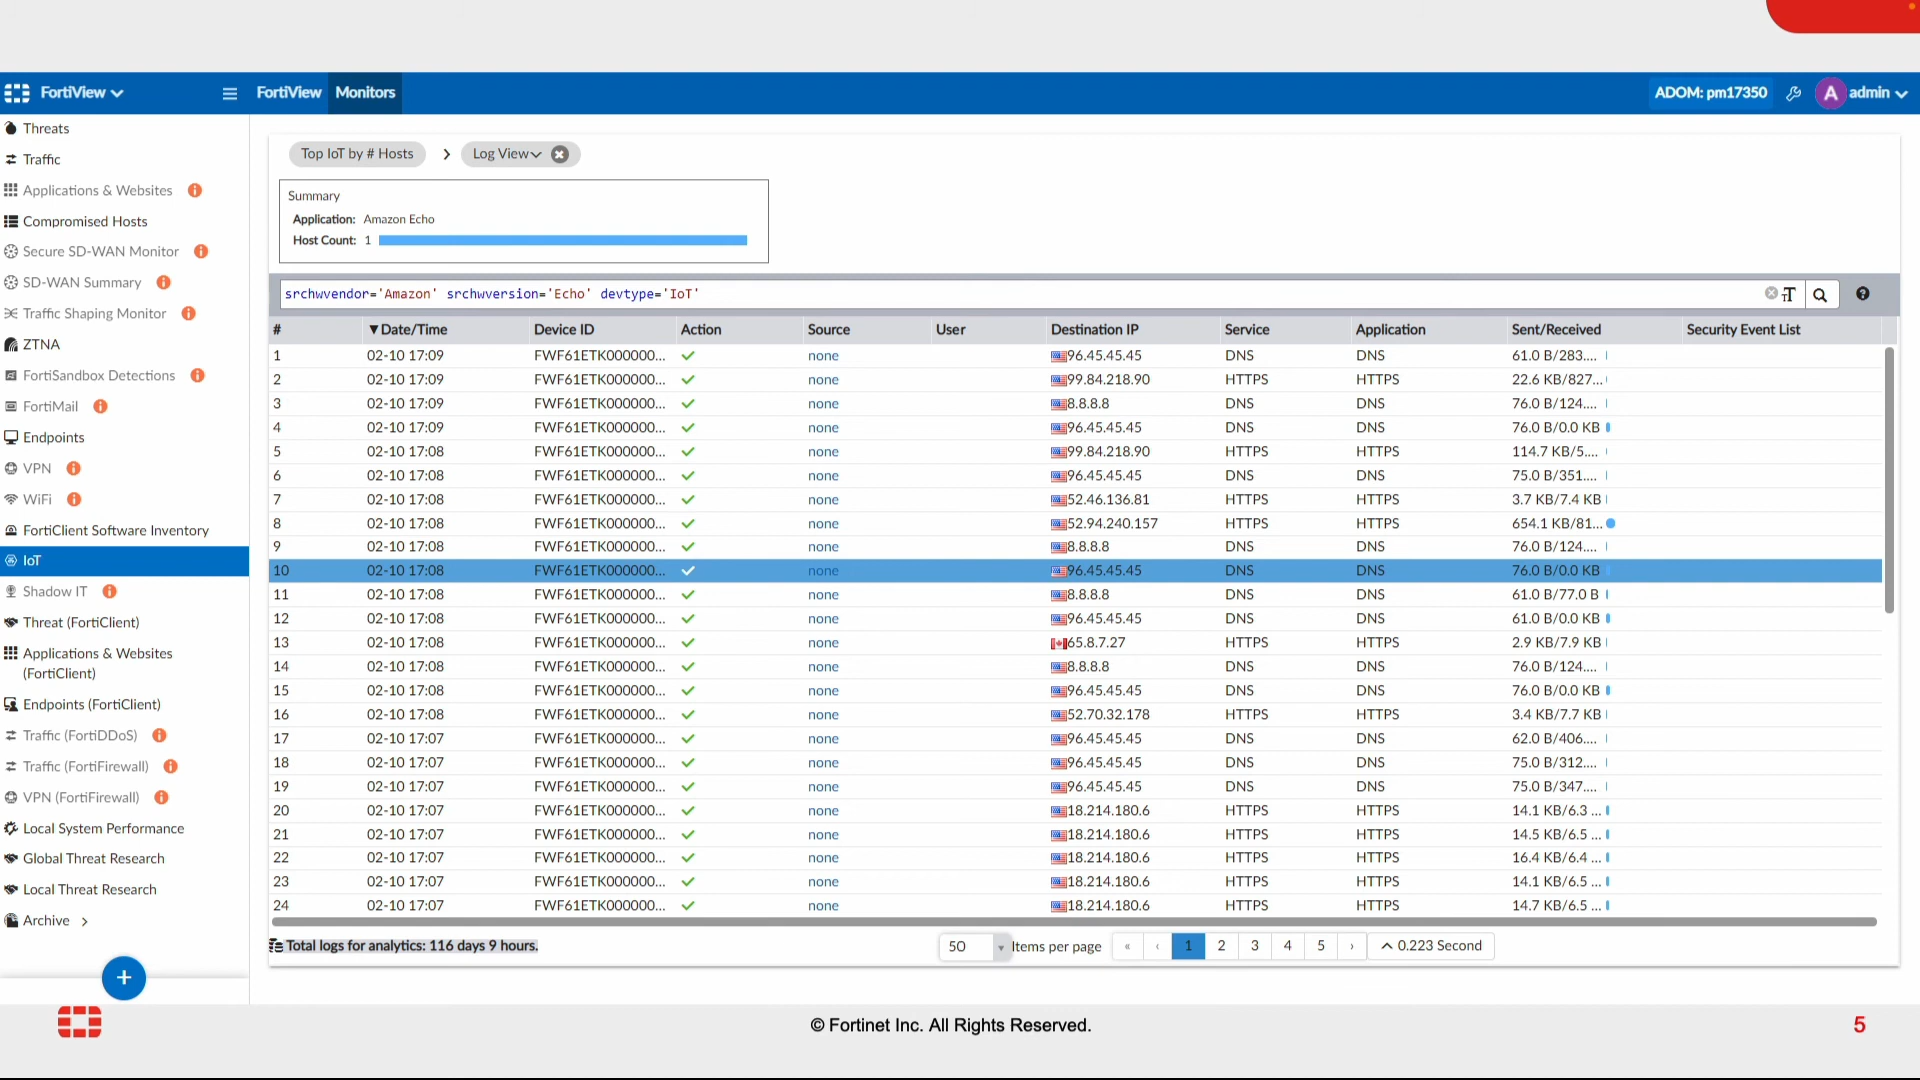 FortiView
FortiView Monitors
ADOM: pm17350
A admin
Threats
Traffic
Applications & Websites
Compromised Hosts
Secure SD-WAN Monitor
SD-WAN Summary
Traffic Shaping Monitor
ZTNA
FortiSandbox Detections
FortiMail
Endpoints
VPN
WiFi
FortiClient Software Inventory
IoT
Shadow IT
Threat (FortiClient)
Applications & Websites
(FortiClient)
Endpoints (FortiClient)
Traffic (FortiDDoS)
Traffic (FortiFirewall)
VPN (FortiFirewall)
Local System Performance
Global Threat Research
Local Threat Research
Archive
Top IoT by # Hosts > Log View
Summary
Application: Amazon Echo
Host Count: 1
srchwvendor='Amazon' srchwversion='Echo' devtype='IoT'
# Date/Time Device ID Action Source User Destination IP Service Application Sent/Received Security Event List
1 02-10 17:09 FWF61ETK000000... none 96.45.45.45 DNS DNS 61.0 B/283....
2 02-10 17:09 FWF61ETK000000... none 99.84.218.90 HTTPS HTTPS 22.6 KB/827...
3 02-10 17:09 FWF61ETK000000... none 8.8.8.8 DNS DNS 76.0 B/124....
4 02-10 17:09 FWF61ETK000000... none 96.45.45.45 DNS DNS 76.0 B/0.0 KB
5 02-10 17:08 FWF61ETK000000... none 99.84.218.90 HTTPS HTTPS 114.7 KB/5....
6 02-10 17:08 FWF61ETK000000... none 96.45.45.45 DNS DNS 75.0 B/351....
7 02-10 17:08 FWF61ETK000000... none 52.46.136.81 HTTPS HTTPS 3.7 KB/7.4 KB
8 02-10 17:08 FWF61ETK000000... none 52.94.240.157 HTTPS HTTPS 654.1 KB/81...
9 02-10 17:08 FWF61ETK000000... none 8.8.8.8 DNS DNS 76.0 B/124....
10 02-10 17:08 FWF61ETK000000... none 96.45.45.45 DNS DNS 76.0 B/0.0 KB
11 02-10 17:08 FWF61ETK000000... none 8.8.8.8 DNS DNS 61.0 B/77.0 B
12 02-10 17:08 FWF61ETK000000... none 96.45.45.45 DNS DNS 61.0 B/0.0 KB
13 02-10 17:08 FWF61ETK000000... none 65.8.7.27 HTTPS HTTPS 2.9 KB/7.9 KB
14 02-10 17:08 FWF61ETK000000... none 8.8.8.8 DNS DNS 76.0 B/124....
15 02-10 17:08 FWF61ETK000000... none 96.45.45.45 DNS DNS 76.0 B/0.0 KB
16 02-10 17:08 FWF61ETK000000... none 52.70.32.178 HTTPS HTTPS 3.4 KB/7.7 KB
17 02-10 17:07 FWF61ETK000000... none 96.45.45.45 DNS DNS 62.0 B/406....
18 02-10 17:07 FWF61ETK000000... none 96.45.45.45 DNS DNS 75.0 B/312....
19 02-10 17:07 FWF61ETK000000... none 96.45.45.45 DNS DNS 75.0 B/347....
20 02-10 17:07 FWF61ETK000000... none 18.214.180.6 HTTPS HTTPS 14.1 KB/6.3 ...
21 02-10 17:07 FWF61ETK000000... none 18.214.180.6 HTTPS HTTPS 14.5 KB/6.5 ...
22 02-10 17:07 FWF61ETK000000... none 18.214.180.6 HTTPS HTTPS 16.4 KB/6.4 ...
23 02-10 17:07 FWF61ETK000000... none 18.214.180.6 HTTPS HTTPS 14.1 KB/6.5 ...
24 02-10 17:07 FWF61ETK000000... none 18.214.180.6 HTTPS HTTPS 14.7 KB/6.5 ...
Total logs for analytics: 116 days 9 hours.
50 Items per page « ‹ 1 2 3 4 5 › 0.223 Second
© Fortinet Inc. All Rights Reserved.
5